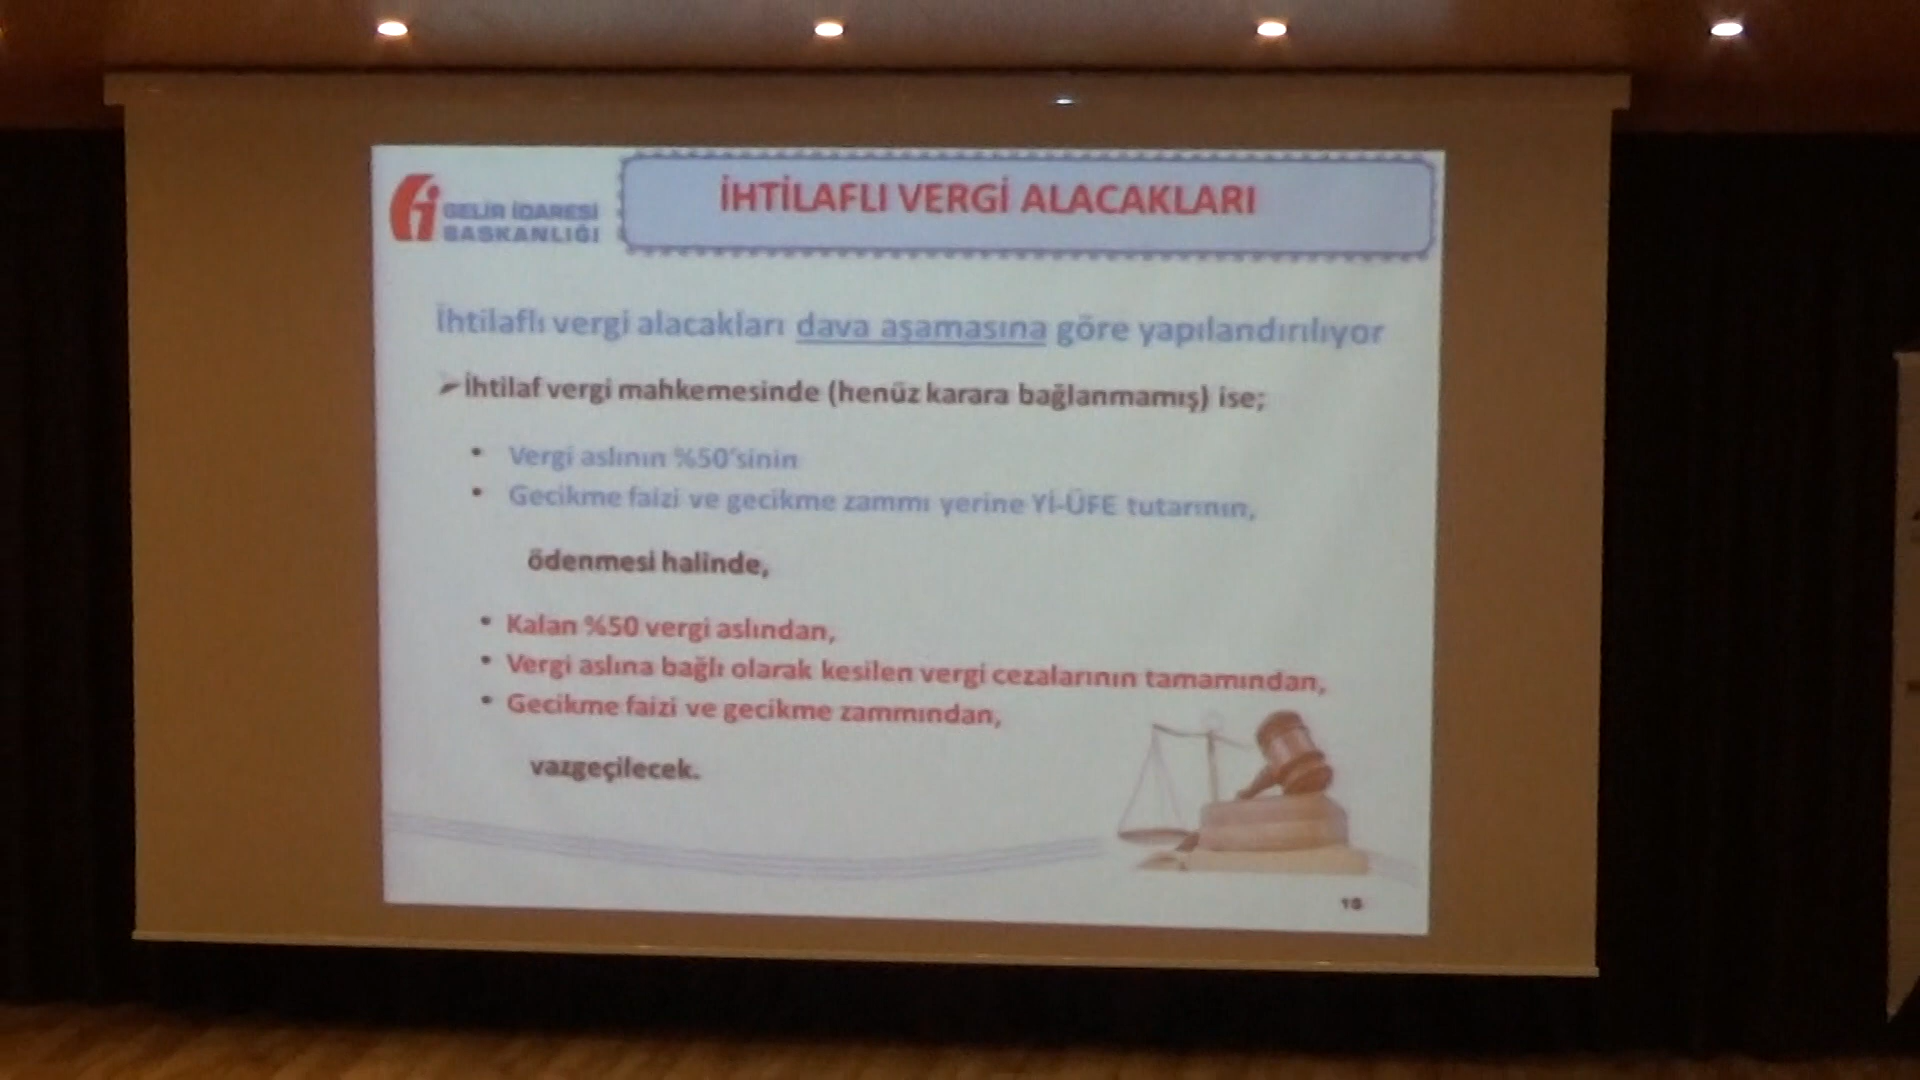 GELİR İDARESİ
BAŞKANLIĞI
İHTİLAFLI VERGİ ALACAKLARI
İhtilaflı vergi alacakları dava aşamasına göre yapılandırılıyor
➢İhtilaf vergi mahkemesinde (henüz karara bağlanmamış) ise;
• Vergi aslının %50'sinin
• Gecikme faizi ve gecikme zammı yerine Yİ-ÜFE tutarının,
ödenmesi halinde,
• Kalan %50 vergi aslından,
• Vergi aslına bağlı olarak kesilen vergi cezalarının tamamından,
• Gecikme faizi ve gecikme zammından,
vazgeçilecek.